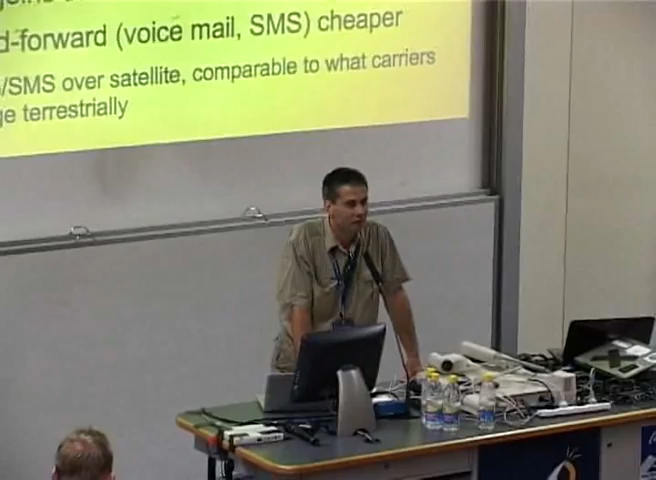 d-forward (voice mail, SMS) cheaper
/SMS over satellite, comparable to what carriers
ge terrestrially